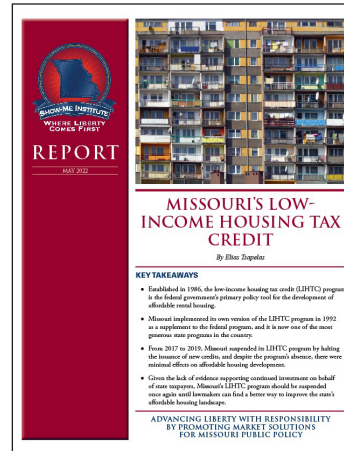 SHOW-ME INSTITUTE
WHERE LIBERTY
COMES FIRST
REPORT
MAY 2022
MISSOURI'S LOW-
INCOME HOUSING TAX
CREDIT
By Elias Tsapelas
KEY TAKEAWAYS
• Established in 1986, the low-income housing tax credit (LIHTC) program
is the federal government's primary policy tool for the development of
affordable rental housing.
• Missouri implemented its own version of the LIHTC program in 1992
as a supplement to the federal program, and it is now one of the most
generous state programs in the country.
• From 2017 to 2019, Missouri suspended its LIHTC program by halting
the issuance of new credits, and despite the program's absence, there were
minimal effects on affordable housing development.
• Given the lack of evidence supporting continued investment on behalf
of state taxpayers, Missouri's LIHTC program should be suspended
once again until lawmakers can find a better way to improve the state's
affordable housing landscape.
ADVANCING LIBERTY WITH RESPONSIBILITY
BY PROMOTING MARKET SOLUTIONS
FOR MISSOURI PUBLIC POLICY